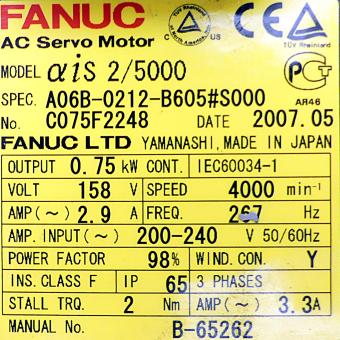 FANUC
AC Servo Motor
C US
TÜV Rheinland
MODEL αiS 2/5000
SPEC. A06B-0212-B605#S000
AR46
No. C075F2248 DATE 2007.05
FANUC LTD YAMANASHI, MADE IN JAPAN
OUTPUT 0.75 kW CONT. IEC60034-1
VOLT 158 V SPEED 4000 min⁻¹
AMP(~) 2.9 A FREQ. 267 Hz
AMP. INPUT(~) 200-240 V 50/60Hz
POWER FACTOR 98% WIND. CON. Y
INS. CLASS F IP 65 3 PHASES
STALL TRQ. 2 Nm AMP(~) 3.3A
MANUAL No. B-65262